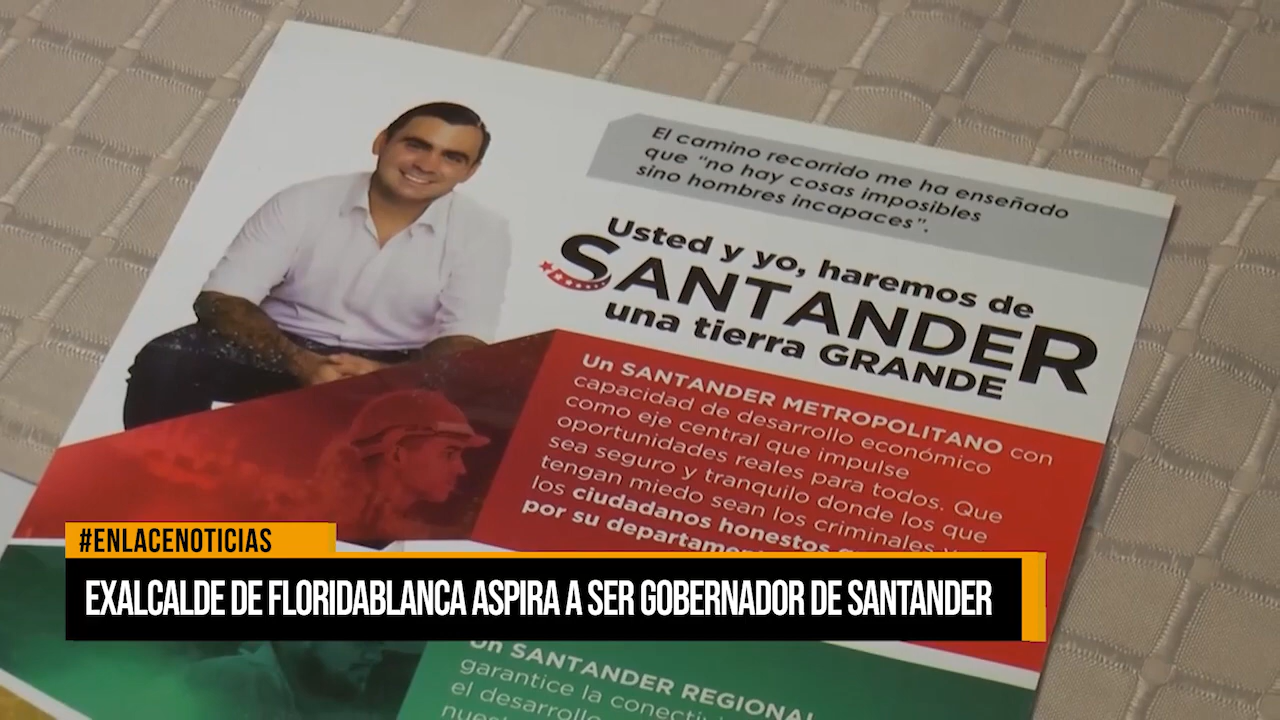 El camino recorrido me ha enseñado
que "no hay cosas imposibles
sino hombres incapaces".
Usted y yo, haremos de
SANTANDER
una tierra GRANDE
Un SANTANDER METROPOLITANO con
capacidad de desarrollo económico
como eje central que impulse
oportunidades reales para todos. Que
sea seguro y tranquilo donde los que
tengan miedo sean los criminales y
los ciudadanos honestos
por su
#ENLACENOTICIAS
EXALCALDE DE FLORIDABLANCA ASPIRA A SER GOBERNADOR DE SANTANDER
Un SANTANDER REGIONAL
garantice la
el desarrollo